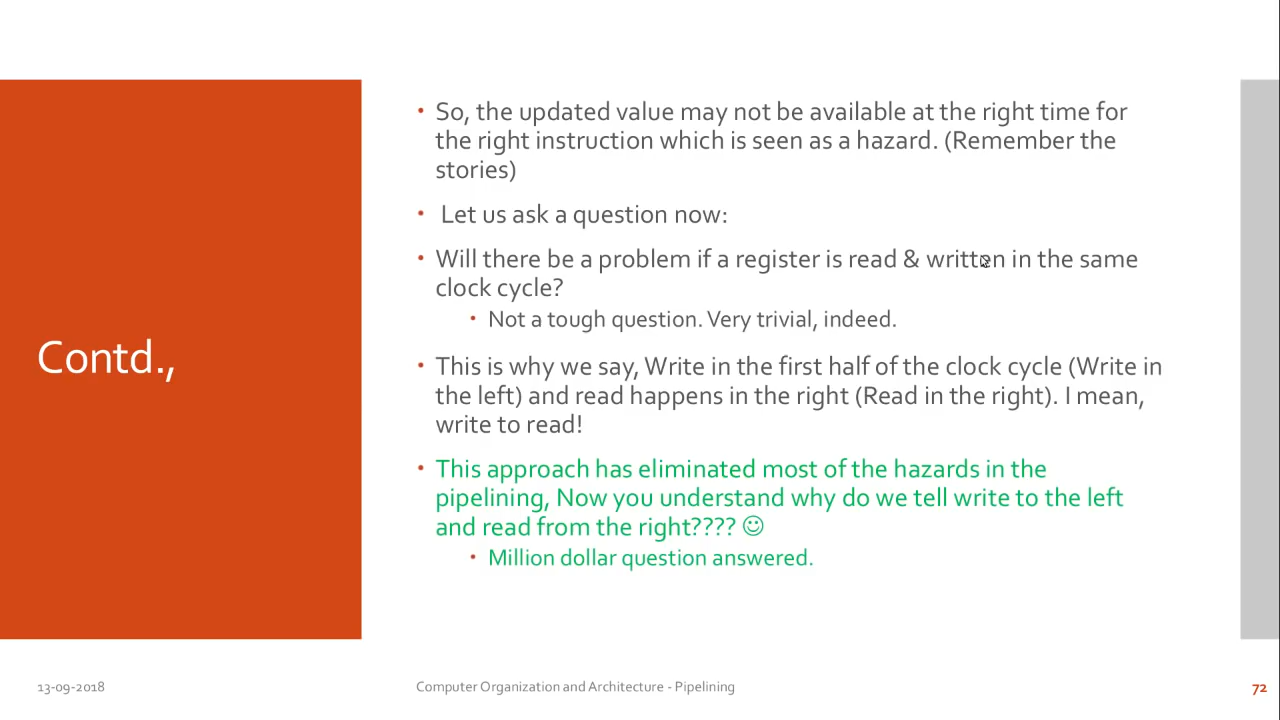 Contd.,
• So, the updated value may not be available at the right time for
the right instruction which is seen as a hazard. (Remember the
stories)
• Let us ask a question now:
• Will there be a problem if a register is read & written in the same
clock cycle?
• Not a tough question. Very trivial, indeed.
• This is why we say, Write in the first half of the clock cycle (Write in
the left) and read happens in the right (Read in the right). I mean,
write to read!
• This approach has eliminated most of the hazards in the
pipelining, Now you understand why do we tell write to the left
and read from the right???? ☺
• Million dollar question answered.
13-09-2018
Computer Organization and Architecture - Pipelining
72